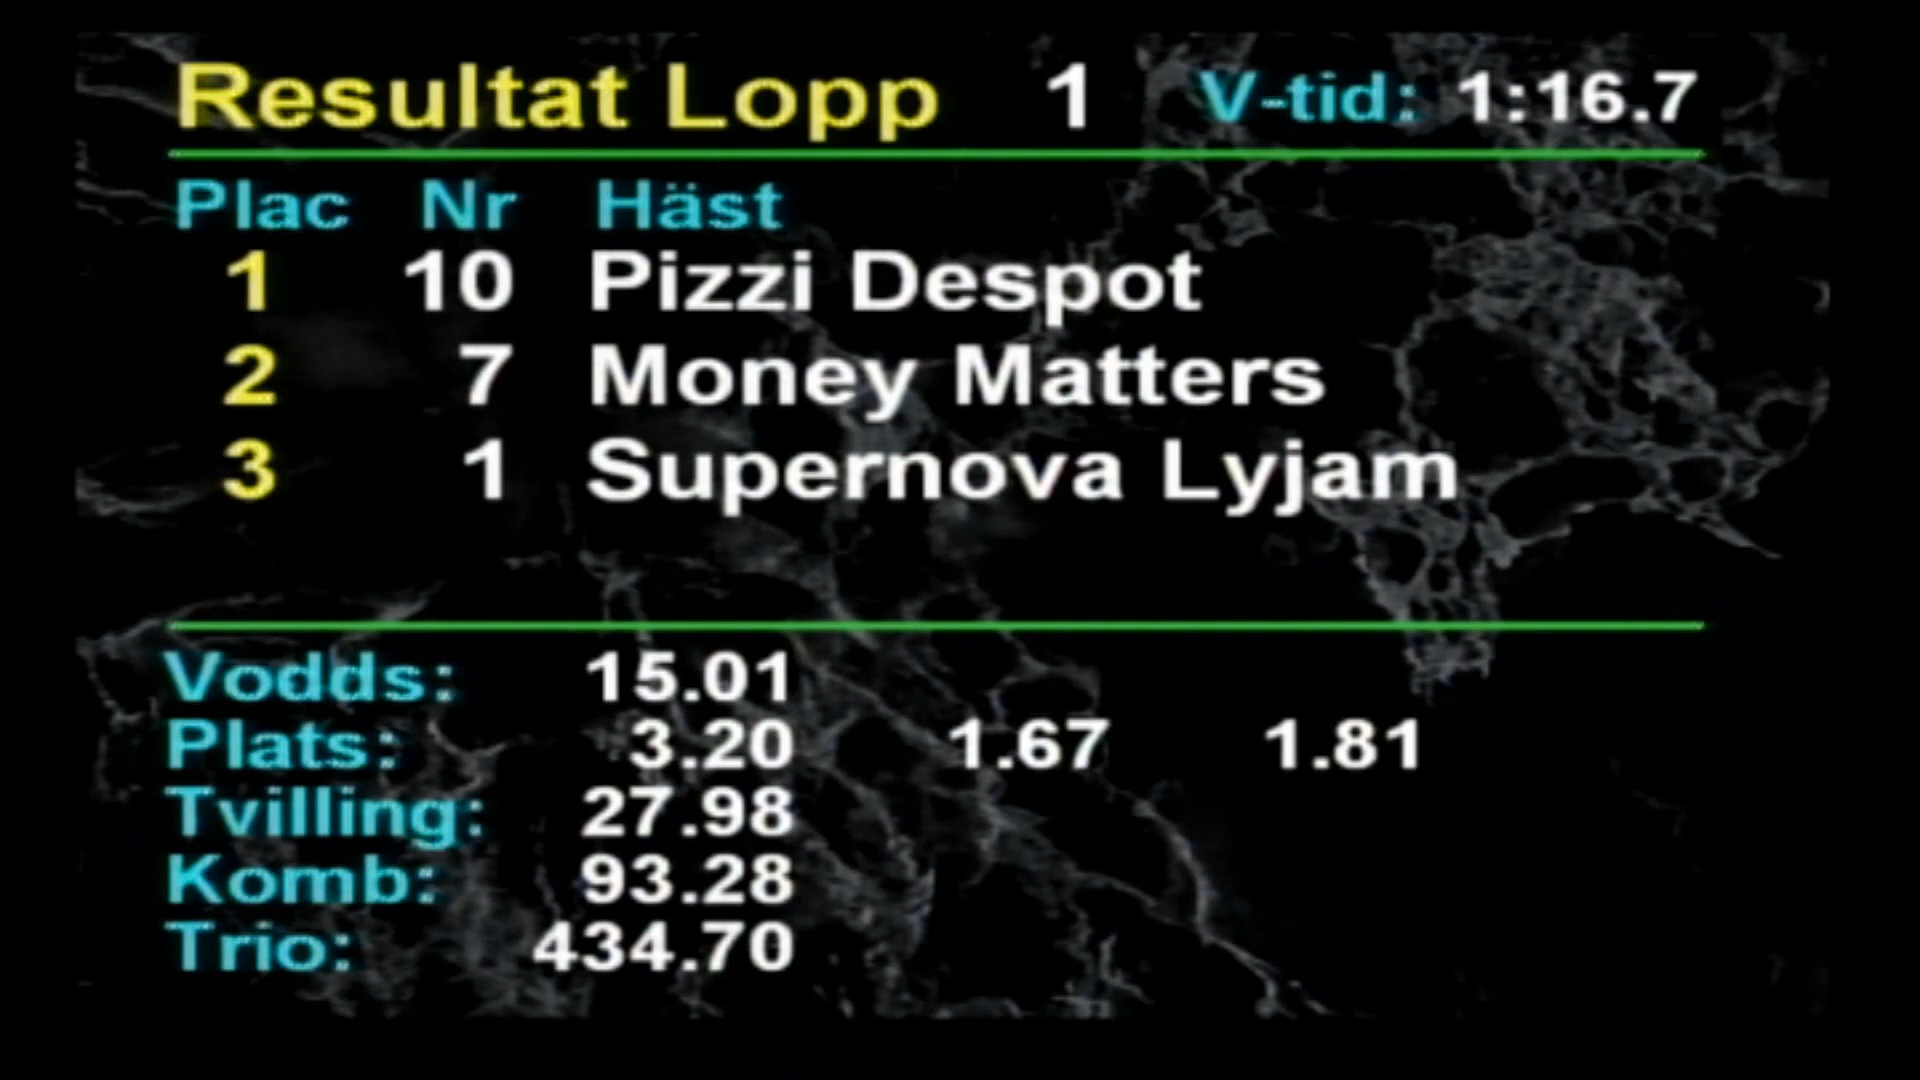 Resultat Lopp 1 V-tid: 1:16.7
Plac Nr Häst
1 10 Pizzi Despot
2 7 Money Matters
3 1 Supernova Lyjam
Vodds: 15.01
Plats: 3.20 1.67 1.81
Tvilling: 27.98
Komb: 93.28
Trio: 434.70